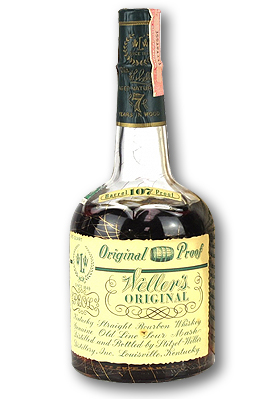 7
YEARS IN WOOD
Barrel 107 Proof
Original Proof
Weller's
ORIGINAL
Kentucky Straight Bourbon Whiskey
Genuine Old Line Sour Mash
Distilled and Bottled by Stitzel-Weller
Distillery, Inc. Louisville, Kentucky